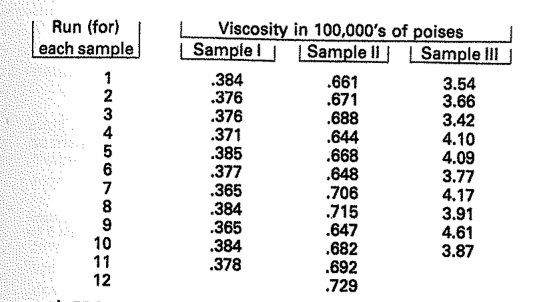 Run (for) Viscosity in 100,000's of poises
each sample Sample I Sample II Sample III
1 .384 .661 3.54
2 .376 .671 3.66
3 .376 .688 3.42
4 .371 .644 4.10
5 .385 .668 4.09
6 .377 .648 3.77
7 .365 .706 4.17
8 .384 .715 3.91
9 .365 .647 4.61
10 .384 .682 3.87
11 .378 .692
12 .729